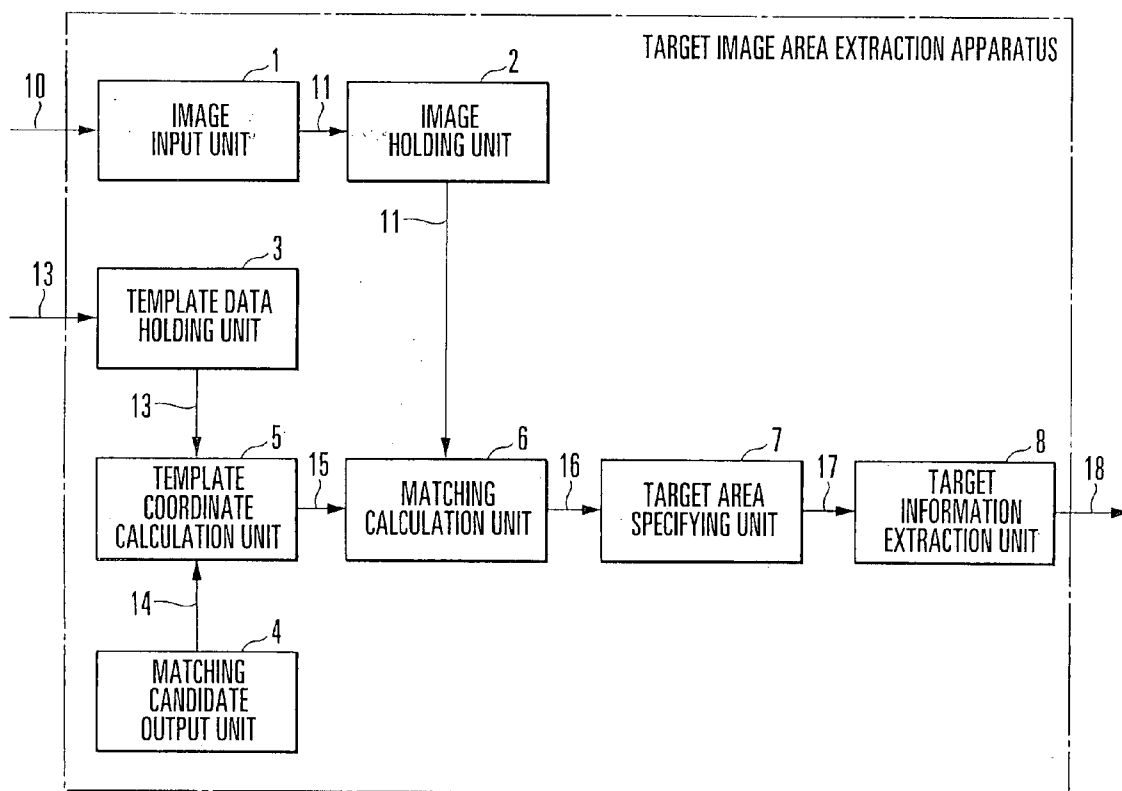 TARGET IMAGE AREA EXTRACTION APPARATUS
1
2
10
IMAGE
INPUT UNIT
11
IMAGE
HOLDING UNIT
11
3
13
TEMPLATE DATA
HOLDING UNIT
13
5
TEMPLATE
COORDINATE
CALCULATION UNIT
15
6
MATCHING
CALCULATION UNIT
16
7
TARGET AREA
SPECIFYING UNIT
17
8
TARGET
INFORMATION
EXTRACTION UNIT
18
14
4
MATCHING
CANDIDATE
OUTPUT UNIT